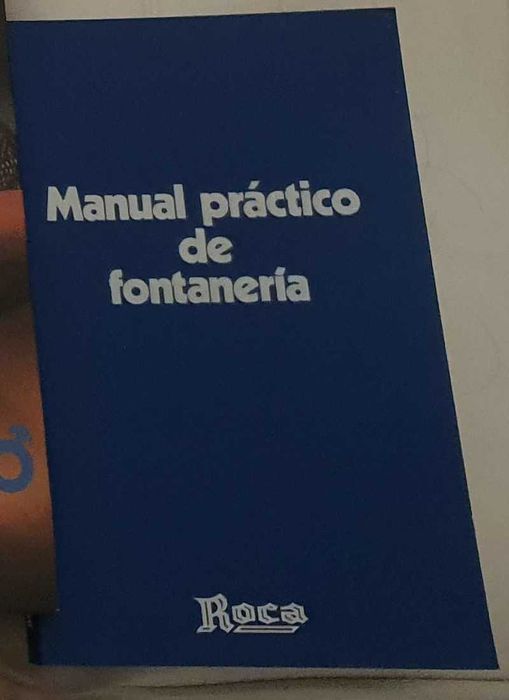 Manual práctico
de
fontanería
Roca